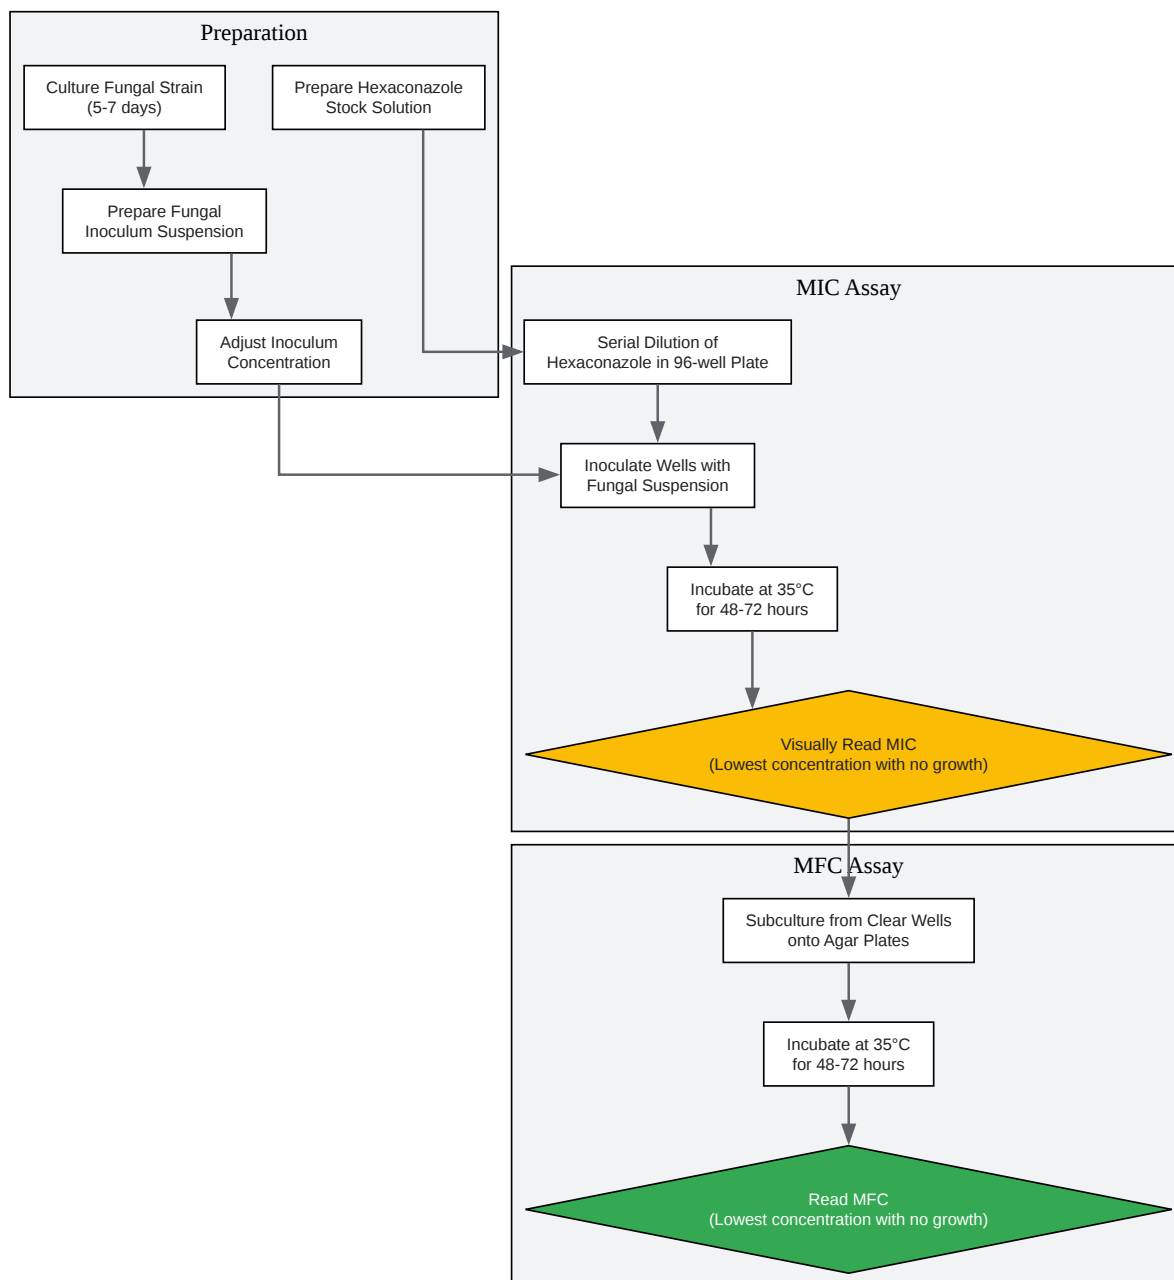 Preparation
Culture Fungal Strain
(5-7 days)
Prepare Hexaconazole
Stock Solution
Prepare Fungal
Inoculum Suspension
Adjust Inoculum
Concentration
MIC Assay
Serial Dilution of
Hexaconazole in 96-well Plate
Inoculate Wells with
Fungal Suspension
Incubate at 35°C
for 48-72 hours
Visually Read MIC
(Lowest concentration with no growth)
MFC Assay
Subculture from Clear Wells
onto Agar Plates
Incubate at 35°C
for 48-72 hours
Read MFC
(Lowest concentration with no growth)